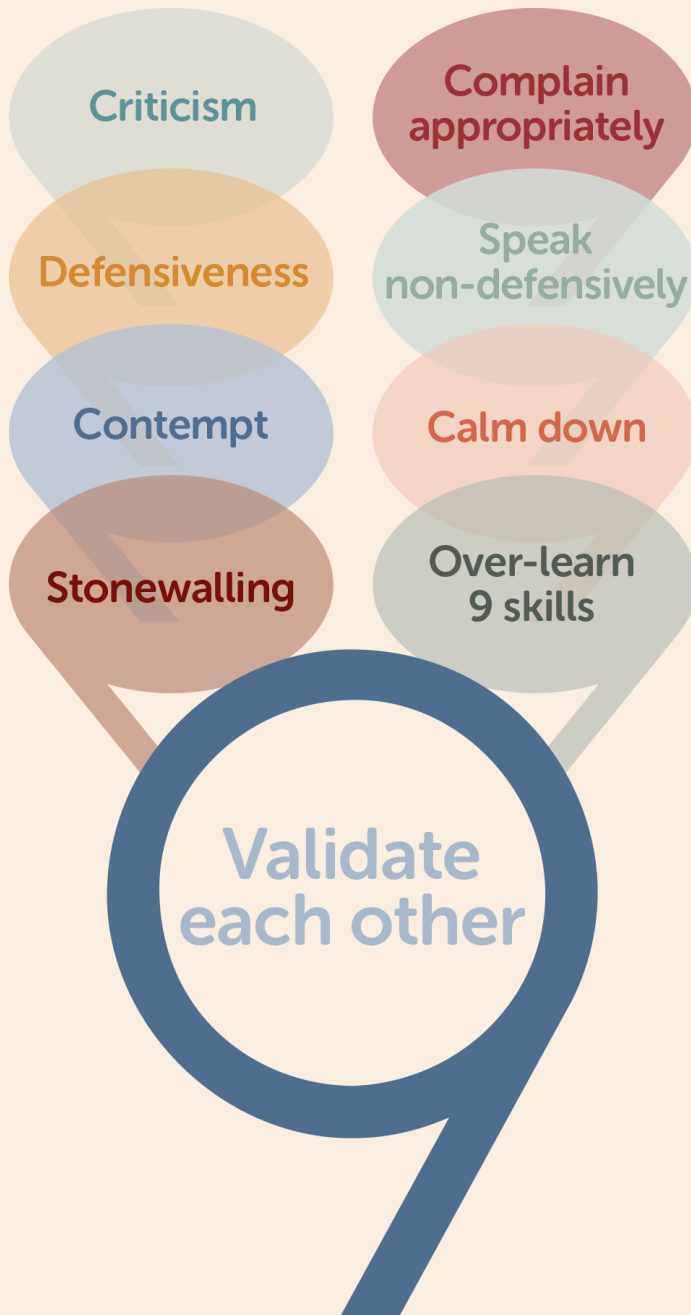 Criticism
Defensiveness
Contempt
Stonewalling
Complain
appropriately
Speak
non-defensively
Calm down
Over-learn
9 skills
Validate
each other